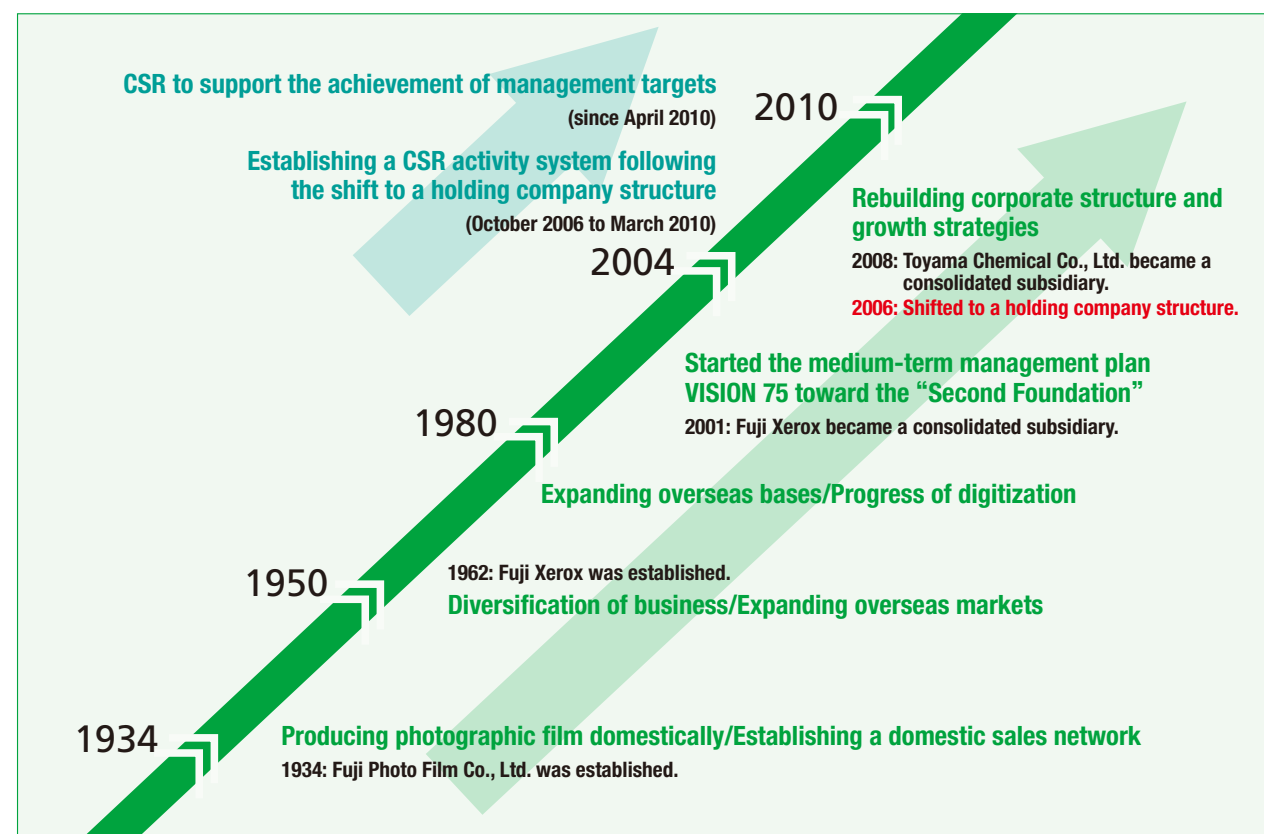 CSR to support the achievement of management targets
(since April 2010)
2010
Establishing a CSR activity system following
the shift to a holding company structure
(October 2006 to March 2010)
Rebuilding corporate structure and
growth strategies
2008: Toyama Chemical Co., Ltd. became a
consolidated subsidiary.
2006: Shifted to a holding company structure.
2004
Started the medium-term management plan
VISION 75 toward the “Second Foundation”
2001: Fuji Xerox became a consolidated subsidiary.
1980
Expanding overseas bases/Progress of digitization
1962: Fuji Xerox was established.
1950
Diversification of business/Expanding overseas markets
1934
Producing photographic film domestically/Establishing a domestic sales network
1934: Fuji Photo Film Co., Ltd. was established.